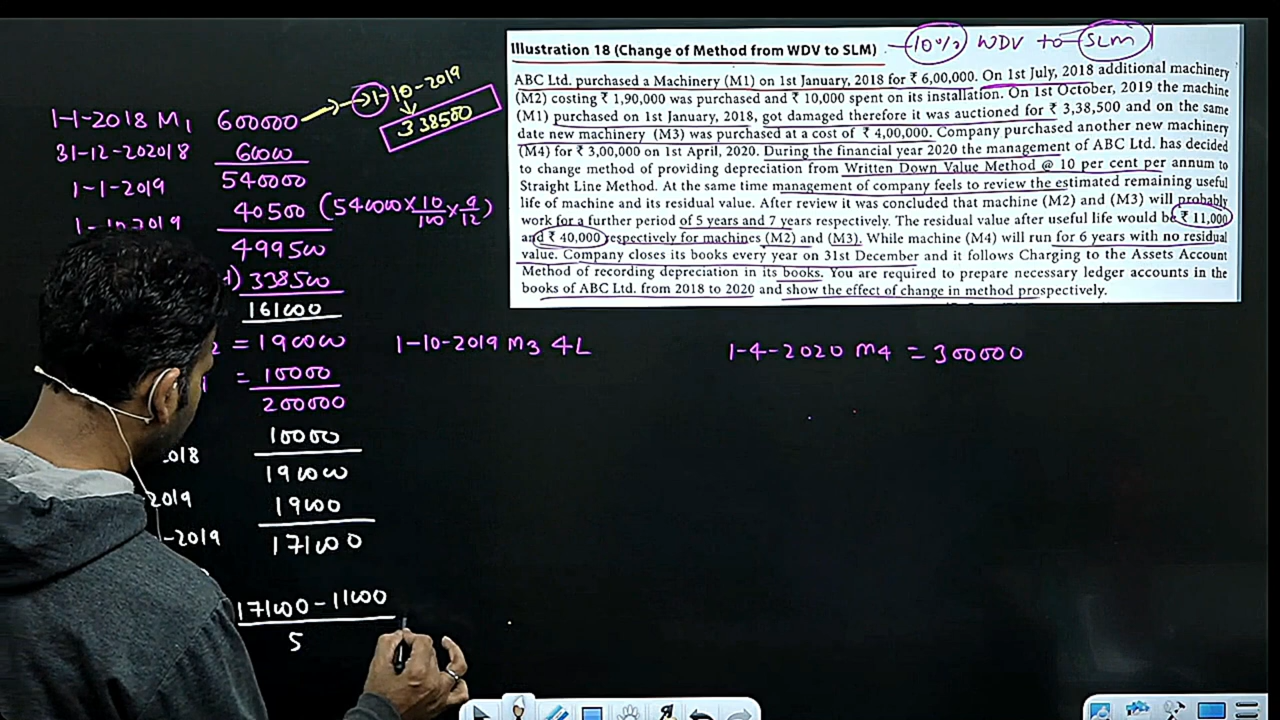 Illustration 18 (Change of Method from WDV to SLM) - 10% WDV to SLM
ABC Ltd. purchased a Machinery (M1) on 1st January, 2018 for ₹ 6,00,000. On 1st July, 2018 additional machinery
(M2) costing ₹ 1,90,000 was purchased and ₹ 10,000 spent on its installation. On 1st October, 2019 the machine
(M1) purchased on 1st January, 2018, got damaged therefore it was auctioned for ₹ 3,38,500 and on the same
date new machinery (M3) was purchased at a cost of ₹ 4,00,000. Company purchased another new machinery
(M4) for ₹ 3,00,000 on 1st April, 2020. During the financial year 2020 the management of ABC Ltd. has decided
to change method of providing depreciation from Written Down Value Method @ 10 per cent per annum to
Straight Line Method. At the same time management of company feels to review the estimated remaining useful
life of machine and its residual value. After review it was concluded that machine (M2) and (M3) will probably
work for a further period of 5 years and 7 years respectively. The residual value after useful life would be ₹ 11,000
and ₹ 40,000 respectively for machines (M2) and (M3). While machine (M4) will run for 6 years with no residual
value. Company closes its books every year on 31st December and it follows Charging to the Assets Account
Method of recording depreciation in its books. You are required to prepare necessary ledger accounts in the
books of ABC Ltd. from 2018 to 2020 and show the effect of change in method prospectively.
1-10-2019
338500
1-1-2018 M1 600000
31-12-202018 60000
1-1-2019 540000
1-10-2019 40500 (540000 × 10/100 × 9/12)
499500
338500
161000
= 190000
= 10000
200000
10000
018 190000
2019 19000
-2019 171000
171000 - 11000
5
1-10-2019 M3 4L
1-4-2020 M4 = 300000